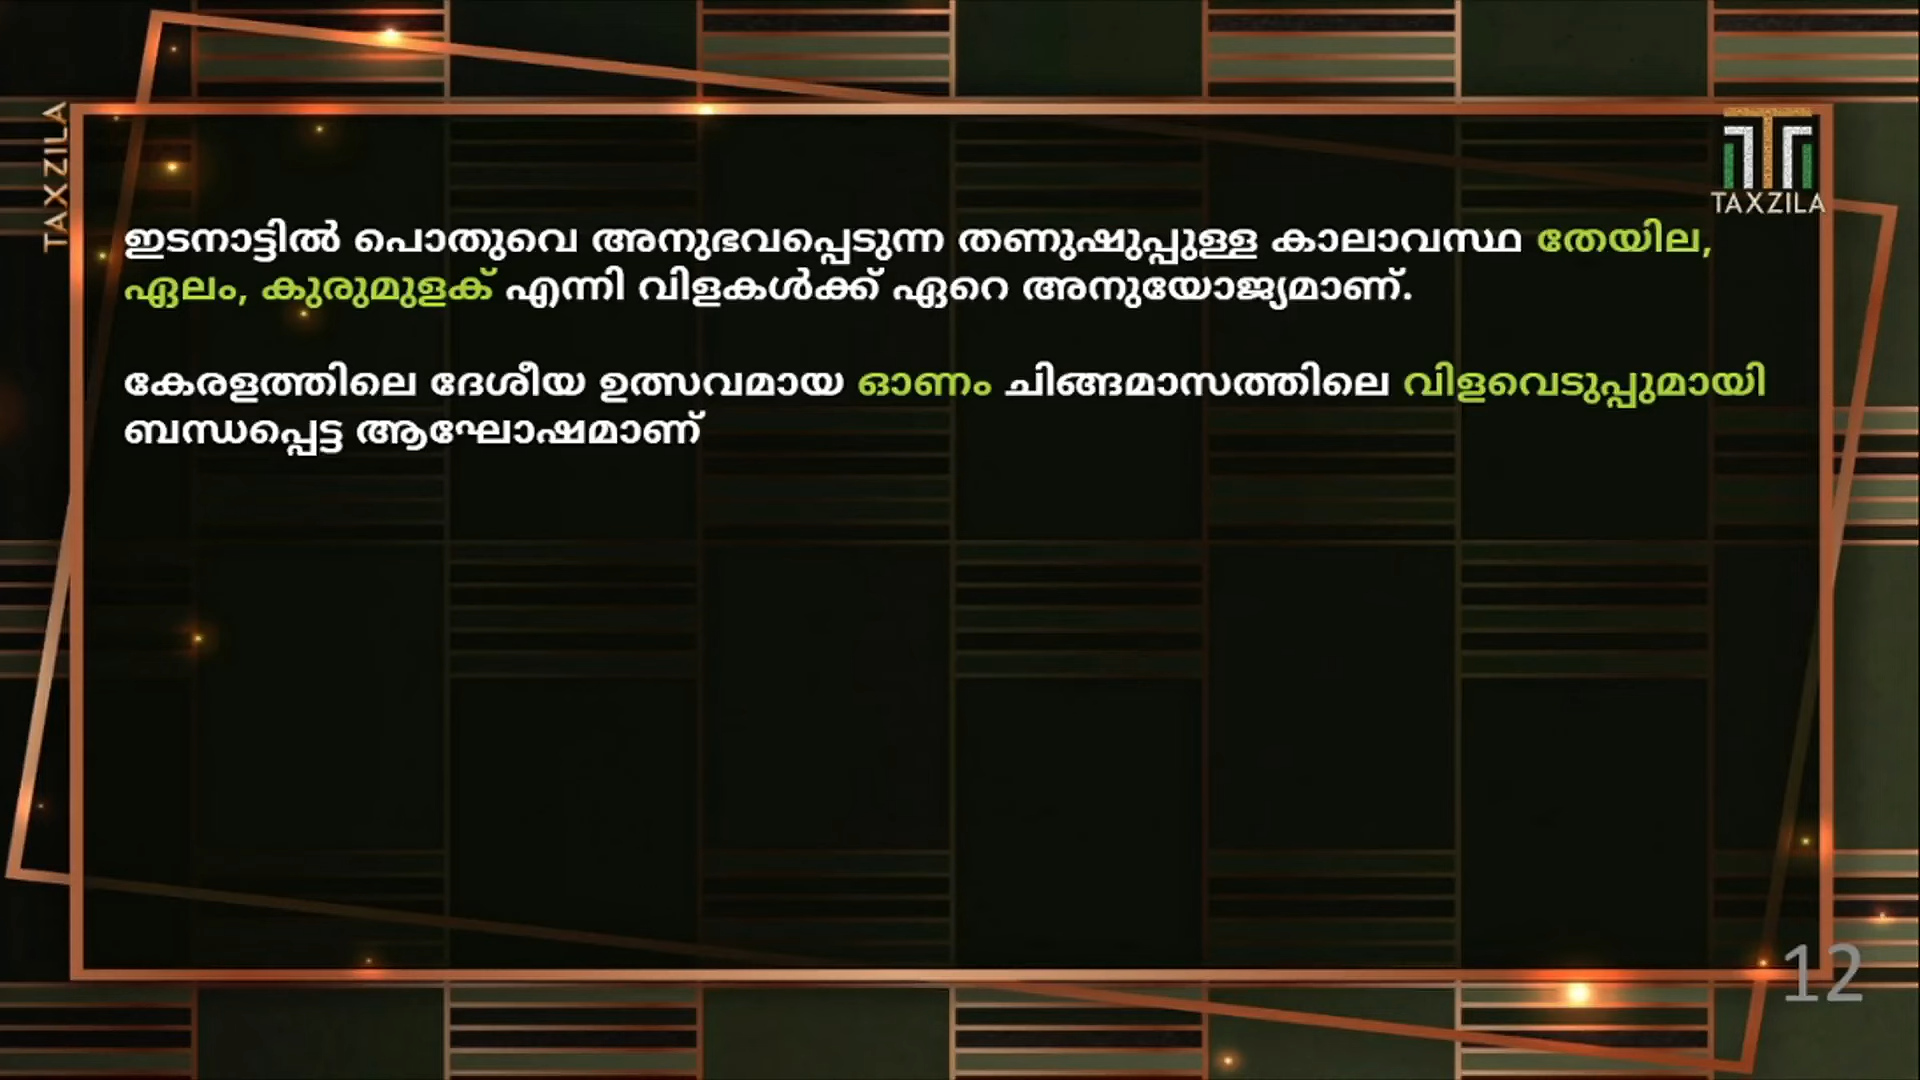 TAXZILA
TAXZILA
ഇടനാട്ടിൽ പൊതുവെ അനുഭവപ്പെടുന്ന തണുഷുപ്പുള്ള കാലാവസ്ഥ തേയില,
ഏലം, കുരുമുളക് എന്നി വിളകൾക്ക് ഏറെ അനുയോജ്യമാണ്.
കേരളത്തിലെ ദേശീയ ഉത്സവമായ ഓണം ചിങ്ങമാസത്തിലെ വിളവെടുപ്പുമായി
ബന്ധപ്പെട്ട ആഘോഷമാണ്
12